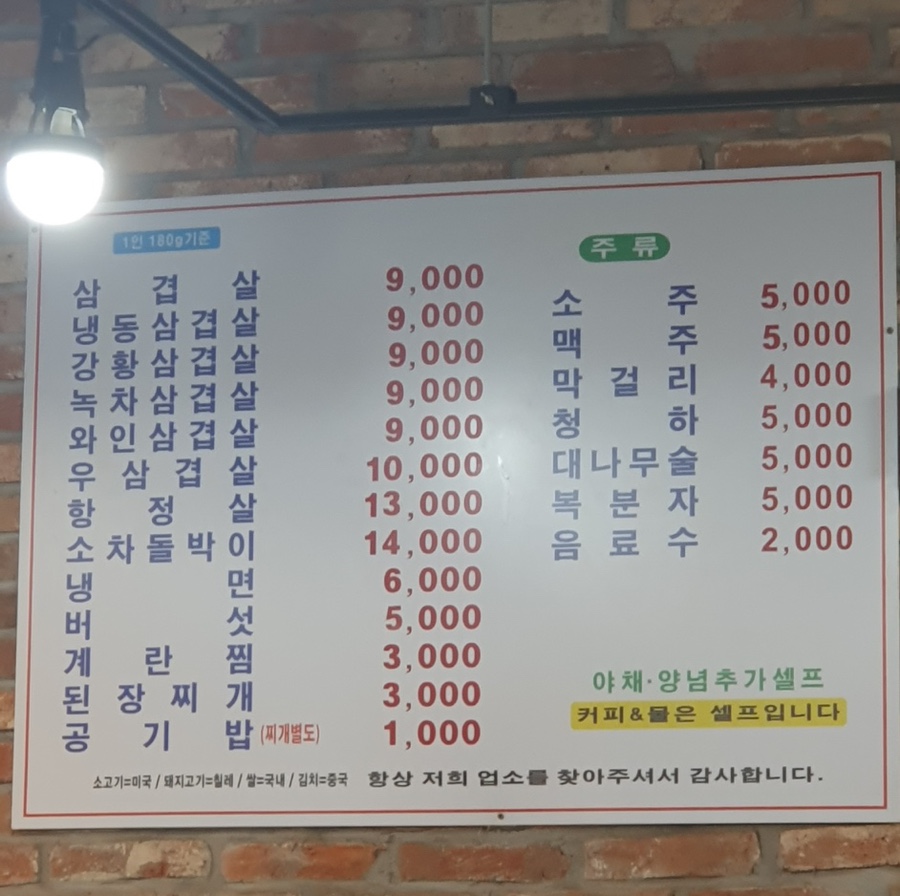 1인 180g기준
삼겹살 9,000
냉동삼겹살 9,000
강황삼겹살 9,000
녹차삼겹살 9,000
와인삼겹살 9,000
우삼겹살 10,000
항정살 13,000
소차돌박이 14,000
냉면 6,000
버섯 5,000
계란찜 3,000
된장찌개 3,000
공기밥(찌개별도) 1,000
주류
소주 5,000
맥주 5,000
막걸리 4,000
청하 5,000
대나무술 5,000
복분자 5,000
음료수 2,000
야채·양념추가셀프
커피&물은 셀프입니다
소고기=미국 / 돼지고기=칠레 / 쌀=국내 / 김치=중국 항상 저희 업소를 찾아주셔서 감사합니다.